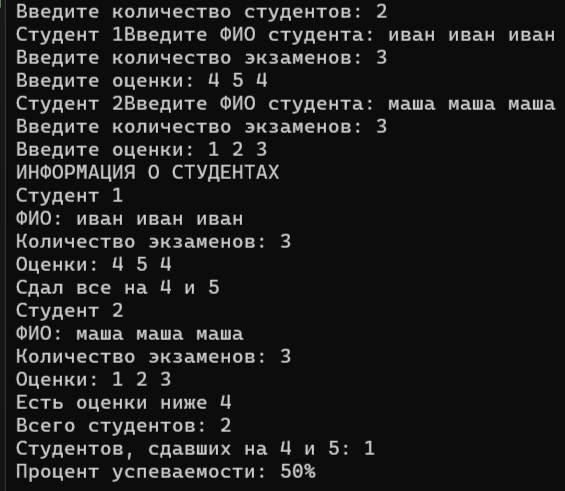 Введите количество студентов: 2
Студент 1Введите ФИО студента: иван иван иван
Введите количество экзаменов: 3
Введите оценки: 4 5 4
Студент 2Введите ФИО студента: маша маша маша
Введите количество экзаменов: 3
Введите оценки: 1 2 3
ИНФОРМАЦИЯ О СТУДЕНТАХ
Студент 1
ФИО: иван иван иван
Количество экзаменов: 3
Оценки: 4 5 4
Сдал все на 4 и 5
Студент 2
ФИО: маша маша маша
Количество экзаменов: 3
Оценки: 1 2 3
Есть оценки ниже 4
Всего студентов: 2
Студентов, сдавших на 4 и 5: 1
Процент успеваемости: 50%